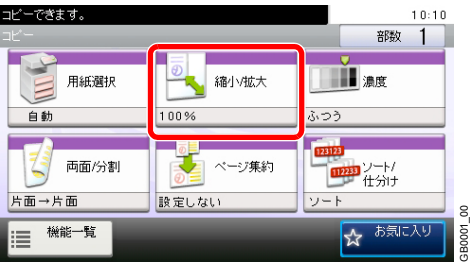 コピーできます。
10:10
コピー
部数 1
用紙選択
自動
縮小/拡大
100%
濃度
ふつう
両面/分割
片面→片面
ページ集約
設定しない
123123
112233
ソート/
仕分け
ソート
機能一覧
お気に入り
GB0001_00